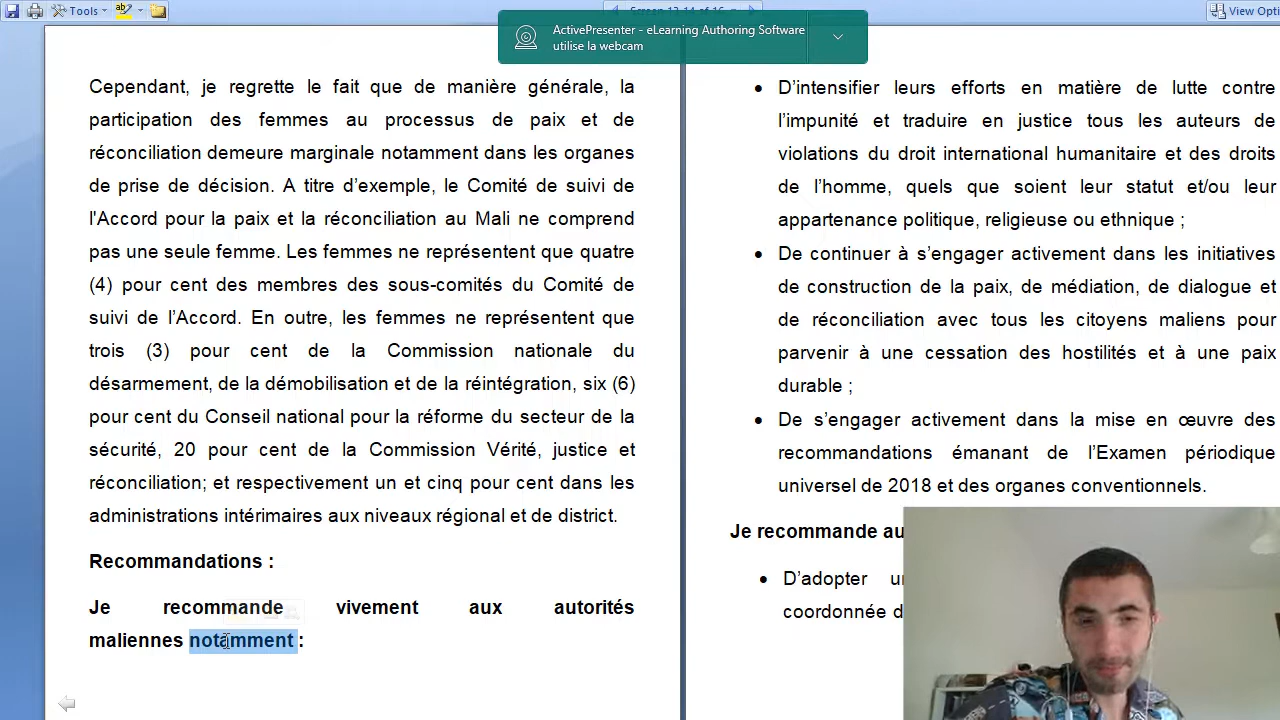 Tools
Screen 13-14 of 16
View Opti
ActivePresenter - eLearning Authoring Software
utilise la webcam
Cependant, je regrette le fait que de manière générale, la
participation des femmes au processus de paix et de
réconciliation demeure marginale notamment dans les organes
de prise de décision. A titre d’exemple, le Comité de suivi de
l'Accord pour la paix et la réconciliation au Mali ne comprend
pas une seule femme. Les femmes ne représentent que quatre
(4) pour cent des membres des sous-comités du Comité de
suivi de l’Accord. En outre, les femmes ne représentent que
trois (3) pour cent de la Commission nationale du
désarmement, de la démobilisation et de la réintégration, six (6)
pour cent du Conseil national pour la réforme du secteur de la
sécurité, 20 pour cent de la Commission Vérité, justice et
réconciliation; et respectivement un et cinq pour cent dans les
administrations intérimaires aux niveaux régional et de district.
Recommandations :
Je recommande vivement aux autorités
maliennes notamment :
• D’intensifier leurs efforts en matière de lutte contre
l’impunité et traduire en justice tous les auteurs de
violations du droit international humanitaire et des droits
de l’homme, quels que soient leur statut et/ou leur
appartenance politique, religieuse ou ethnique ;
• De continuer à s’engager activement dans les initiatives
de construction de la paix, de médiation, de dialogue et
de réconciliation avec tous les citoyens maliens pour
parvenir à une cessation des hostilités et à une paix
durable ;
• De s’engager activement dans la mise en œuvre des
recommandations émanant de l’Examen périodique
universel de 2018 et des organes conventionnels.
Je recommande au
• D’adopter
coordonnée